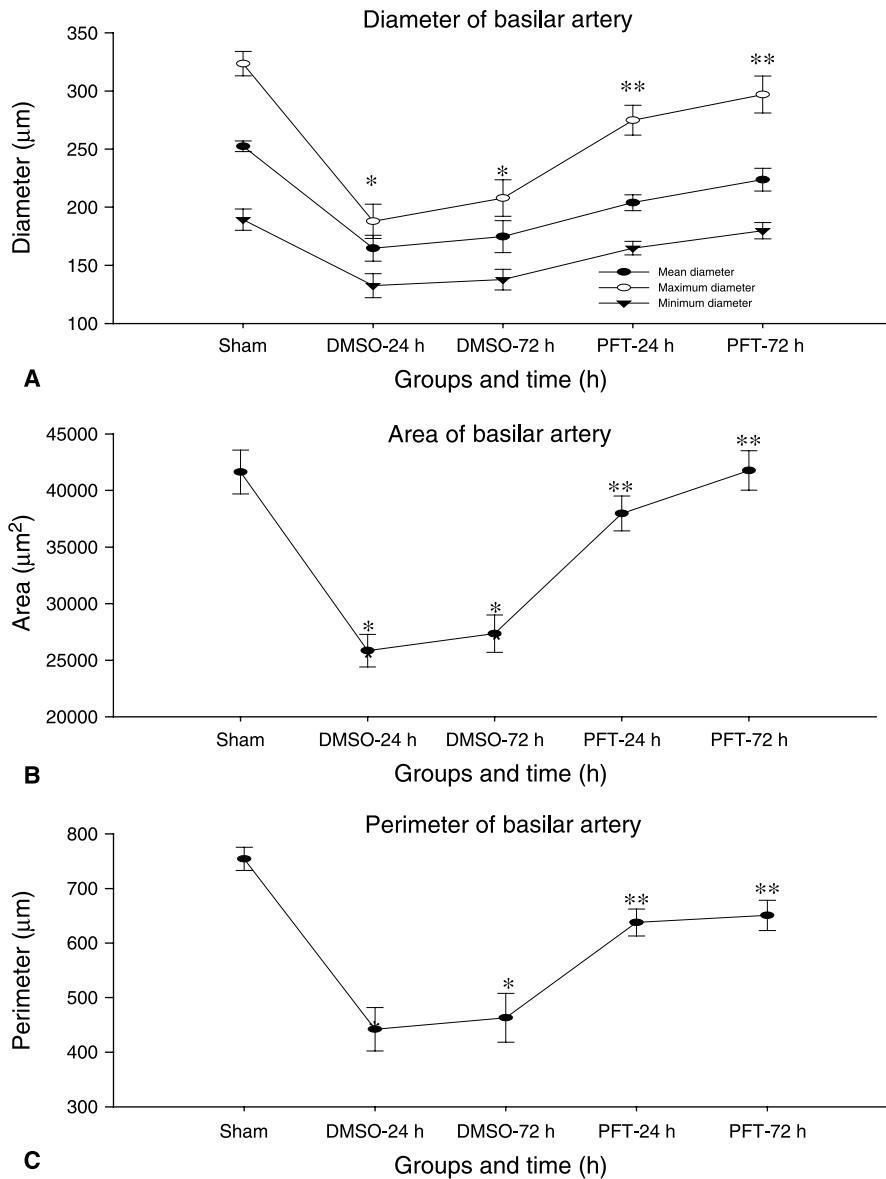 Diameter of basilar artery
350
300
250
200
150
100
Diameter (μm)
*
*
**
**
Mean diameter
Maximum diameter
Minimum diameter
Sham DMSO-24 h DMSO-72 h PFT-24 h PFT-72 h
A
Groups and time (h)
Area of basilar artery
45000
40000
35000
30000
25000
20000
Area (μm²)
*
*
**
**
Sham DMSO-24 h DMSO-72 h PFT-24 h PFT-72 h
B
Groups and time (h)
Perimeter of basilar artery
800
700
600
500
400
300
Perimeter (μm)
*
**
**
Sham DMSO-24 h DMSO-72 h PFT-24 h PFT-72 h
C
Groups and time (h)